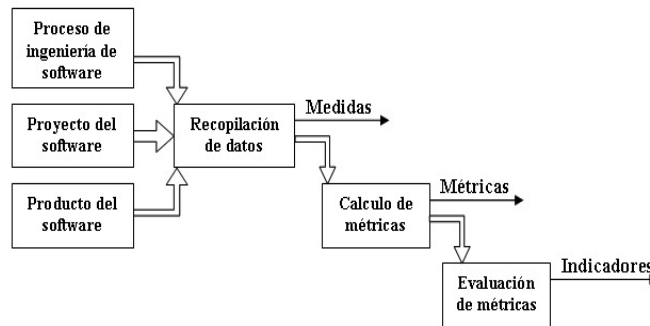 Proceso de
ingeniería de
software
Proyecto del
software
Producto del
software
Recopilación
de datos
Medidas
Calculo de
métricas
Métricas
Evaluación
de métricas
Indicadores